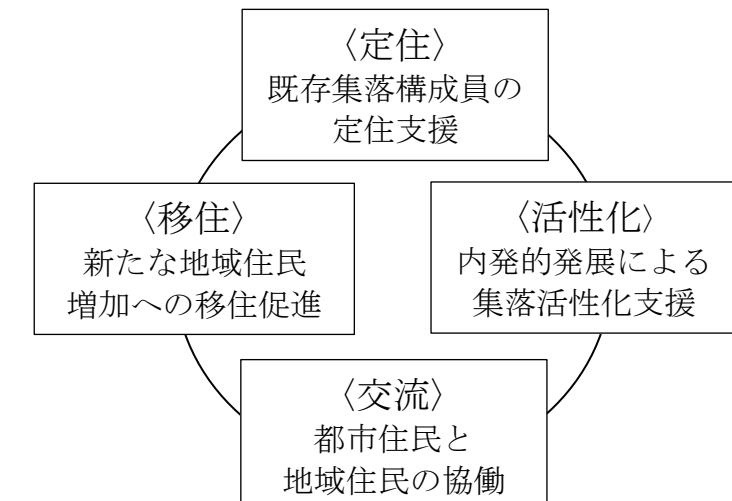 〈定住〉
既存集落構成員の
定住支援
〈移住〉
新たな地域住民
増加への移住促進
〈活性化〉
内発的発展による
集落活性化支援
〈交流〉
都市住民と
地域住民の協働